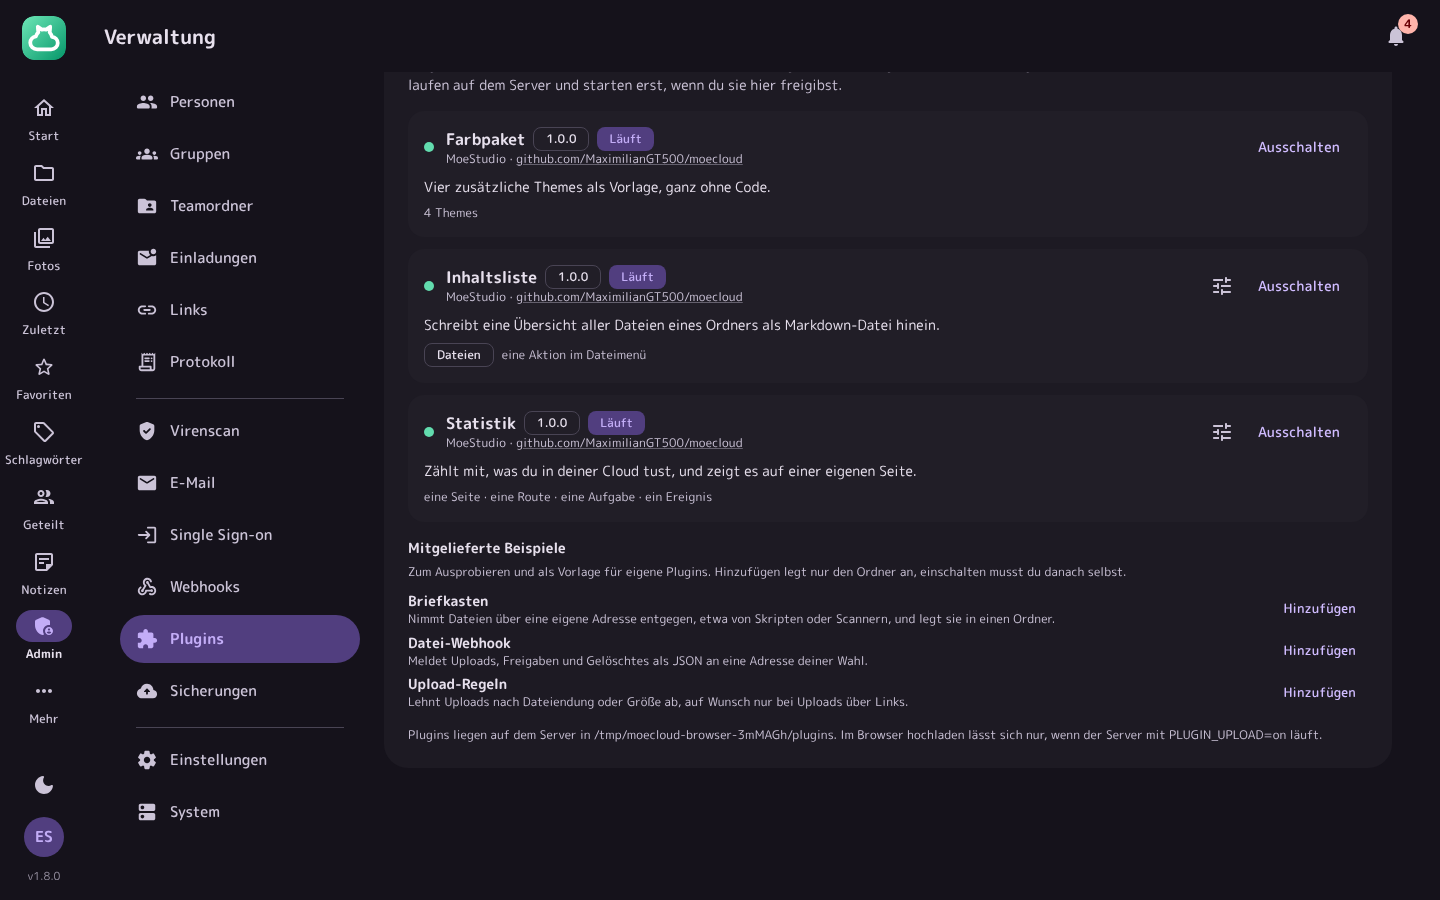 Verwaltung
4
Start
Dateien
Fotos
Zuletzt
Favoriten
Schlagwörter
Geteilt
Notizen
Admin
Mehr
ES
v1.8.0
Personen
Gruppen
Teamordner
Einladungen
Links
Protokoll
Virenscan
E-Mail
Single Sign-on
Webhooks
Plugins
Sicherungen
Einstellungen
System
laufen auf dem Server und starten erst, wenn du sie hier freigibst.
Farbpaket 1.0.0 Läuft
MoeStudio · github.com/MaximilianGT500/moecloud
Ausschalten
Vier zusätzliche Themes als Vorlage, ganz ohne Code.
4 Themes
Inhaltsliste 1.0.0 Läuft
MoeStudio · github.com/MaximilianGT500/moecloud
Ausschalten
Schreibt eine Übersicht aller Dateien eines Ordners als Markdown-Datei hinein.
Dateien eine Aktion im Dateimenü
Statistik 1.0.0 Läuft
MoeStudio · github.com/MaximilianGT500/moecloud
Ausschalten
Zählt mit, was du in deiner Cloud tust, und zeigt es auf einer eigenen Seite.
eine Seite · eine Route · eine Aufgabe · ein Ereignis
Mitgelieferte Beispiele
Zum Ausprobieren und als Vorlage für eigene Plugins. Hinzufügen legt nur den Ordner an, einschalten musst du danach selbst.
Briefkasten
Nimmt Dateien über eine eigene Adresse entgegen, etwa von Skripten oder Scannern, und legt sie in einen Ordner.
Hinzufügen
Datei-Webhook
Meldet Uploads, Freigaben und Gelöschtes als JSON an eine Adresse deiner Wahl.
Hinzufügen
Upload-Regeln
Lehnt Uploads nach Dateiendung oder Größe ab, auf Wunsch nur bei Uploads über Links.
Hinzufügen
Plugins liegen auf dem Server in /tmp/moecloud-browser-3mMAGh/plugins. Im Browser hochladen lässt sich nur, wenn der Server mit PLUGIN_UPLOAD=on läuft.